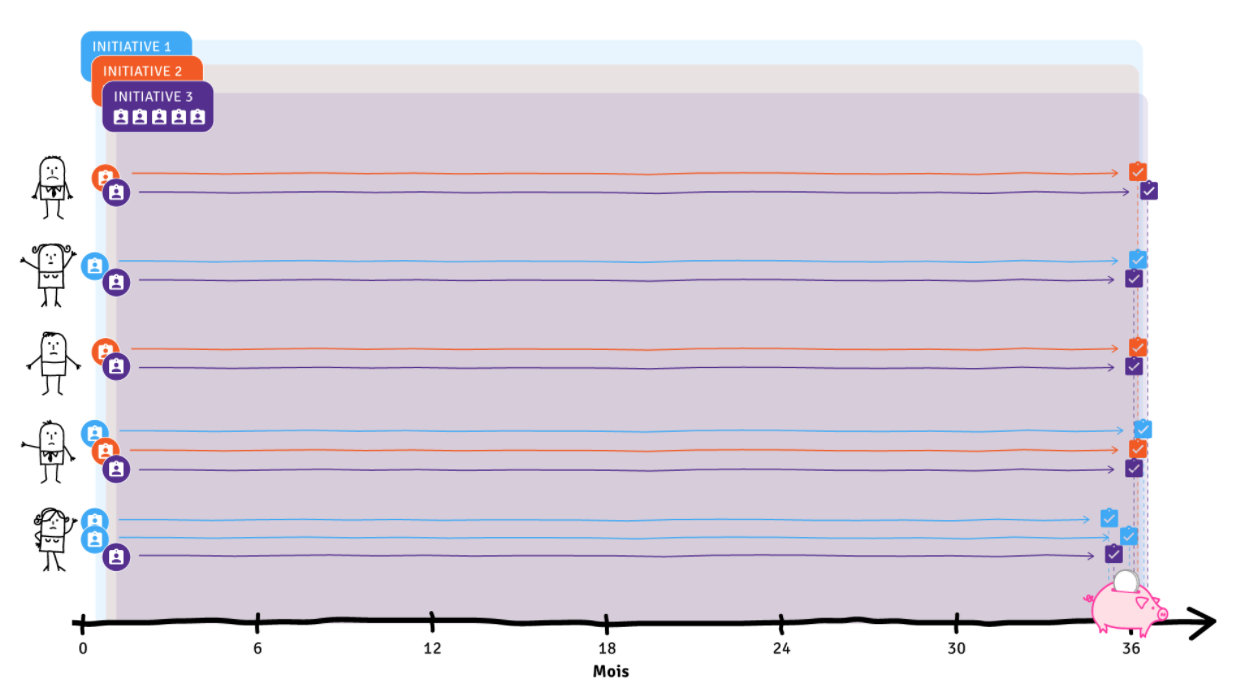 INITIATIVE 1
INITIATIVE 2
INITIATIVE 3
0 6 12 18 24 30 36
Mois